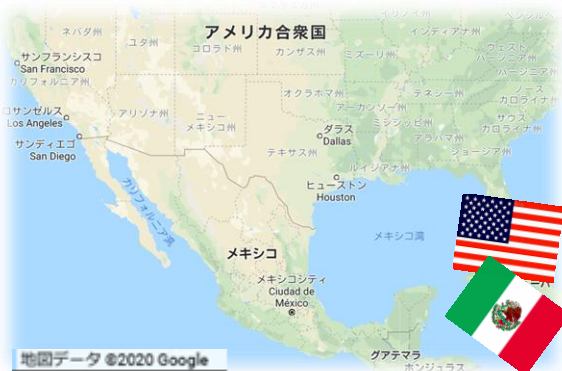 アメリカ合衆国
ネバダ州
ユタ州
コロラド州
カンザス州
ミズーリ州
インディアナ州
ウェスト
バージニア州
サンフランシスコ
San Francisco
カリフォルニア州
オクラホマ州
テネシー州
ノース
カロライナ州
ロサンゼルス
Los Angeles
アリゾナ州
ニュー
メキシコ州
アーカンソー州
ミシシッピ州
サウス
カロライナ州
アラバマ州
ジョージア州
サンディエゴ
San Diego
ダラス
Dallas
テキサス州
ルイジアナ州
ヒューストン
Houston
カリフォルニア湾
メキシコ
メキシコ湾
メキシコシティ
Ciudad de
México
グアテマラ
ホンジュラス
地図データ ©2020 Google